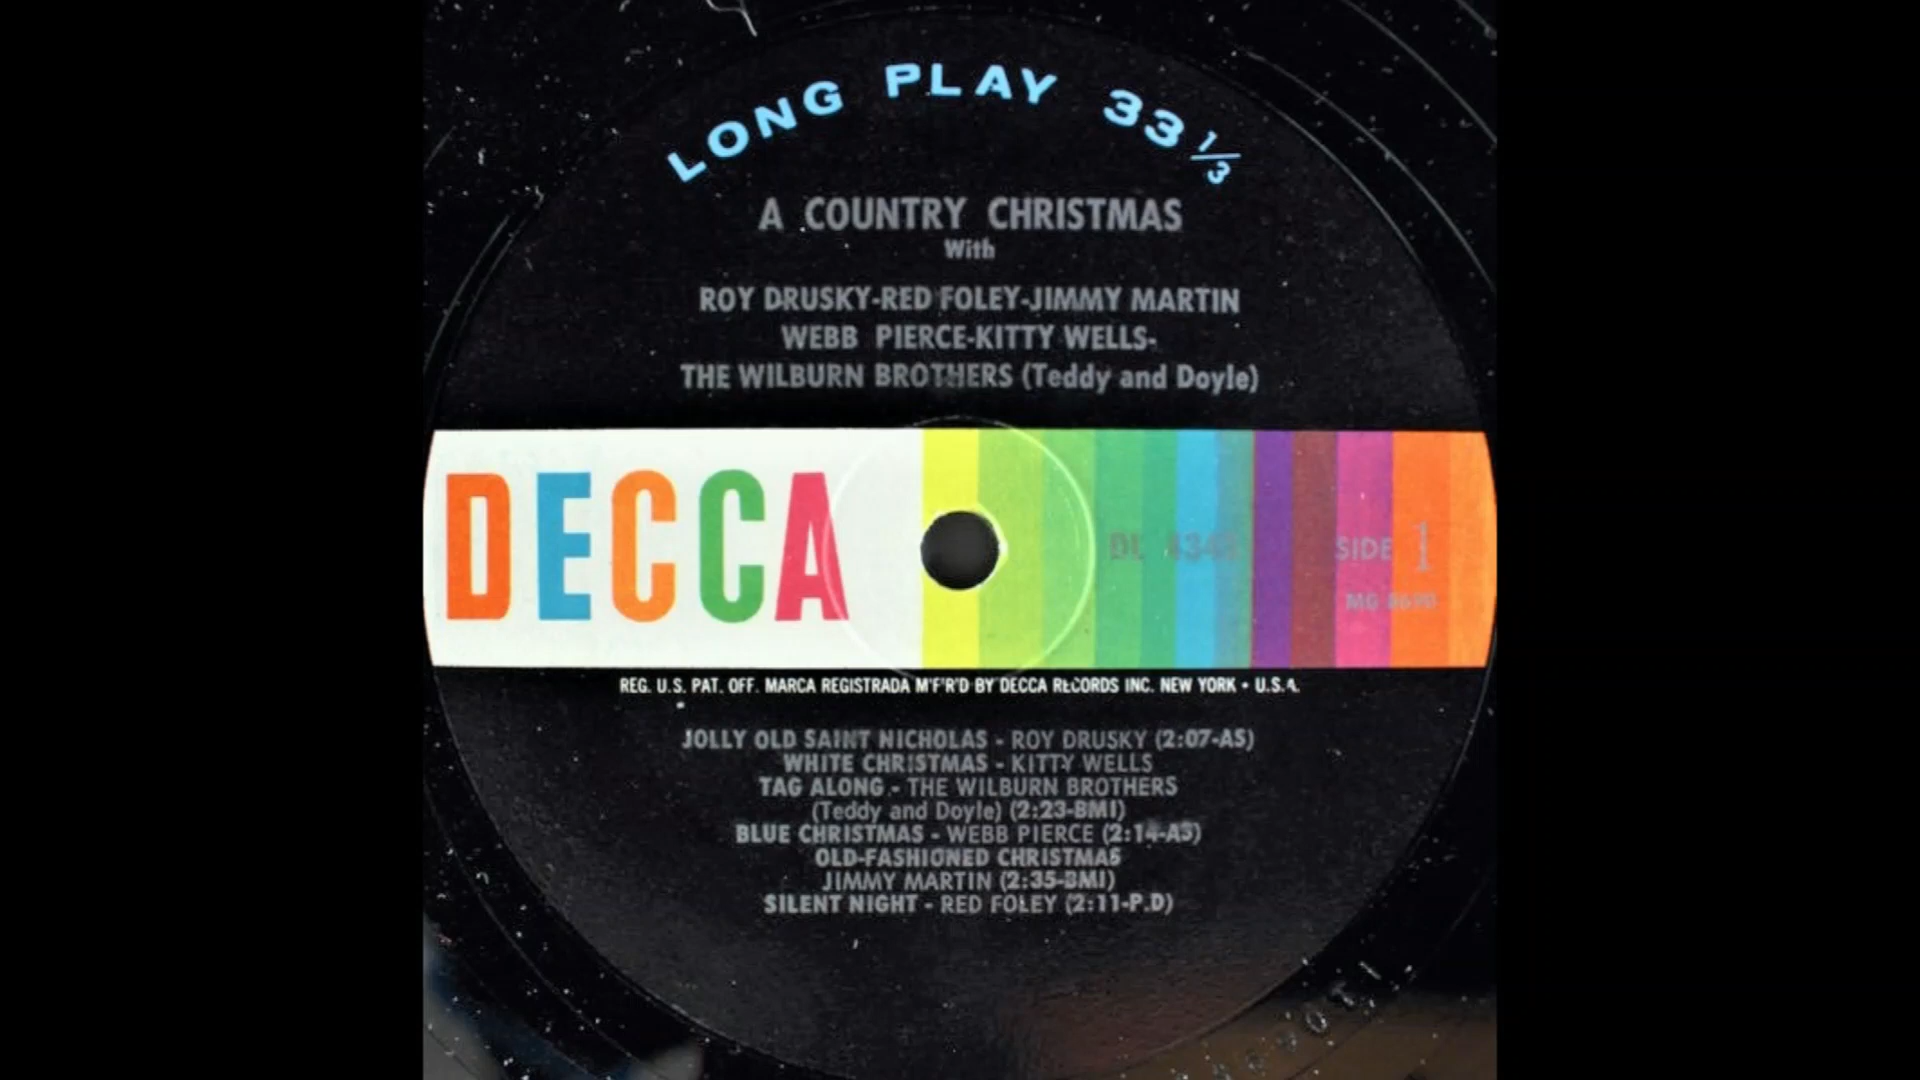 LONG PLAY 33 1/3
A COUNTRY CHRISTMAS
With
ROY DRUSKY-RED FOLEY-JIMMY MARTIN
WEBB PIERCE-KITTY WELLS-
THE WILBURN BROTHERS (Teddy and Doyle)
DECCA
DL
SIDE 1
MG
REG. U.S. PAT. OFF. MARCA REGISTRADA M'F'R'D BY DECCA RECORDS INC. NEW YORK • U.S.A.
JOLLY OLD SAINT NICHOLAS - ROY DRUSKY (2:07-AS)
WHITE CHRISTMAS - KITTY WELLS
TAG ALONG - THE WILBURN BROTHERS
(Teddy and Doyle) (2:23-BMI)
BLUE CHRISTMAS - WEBB PIERCE (2:14-AS)
OLD-FASHIONED CHRISTMAS
JIMMY MARTIN (2:35-BMI)
SILENT NIGHT - RED FOLEY (2:11-P.D)